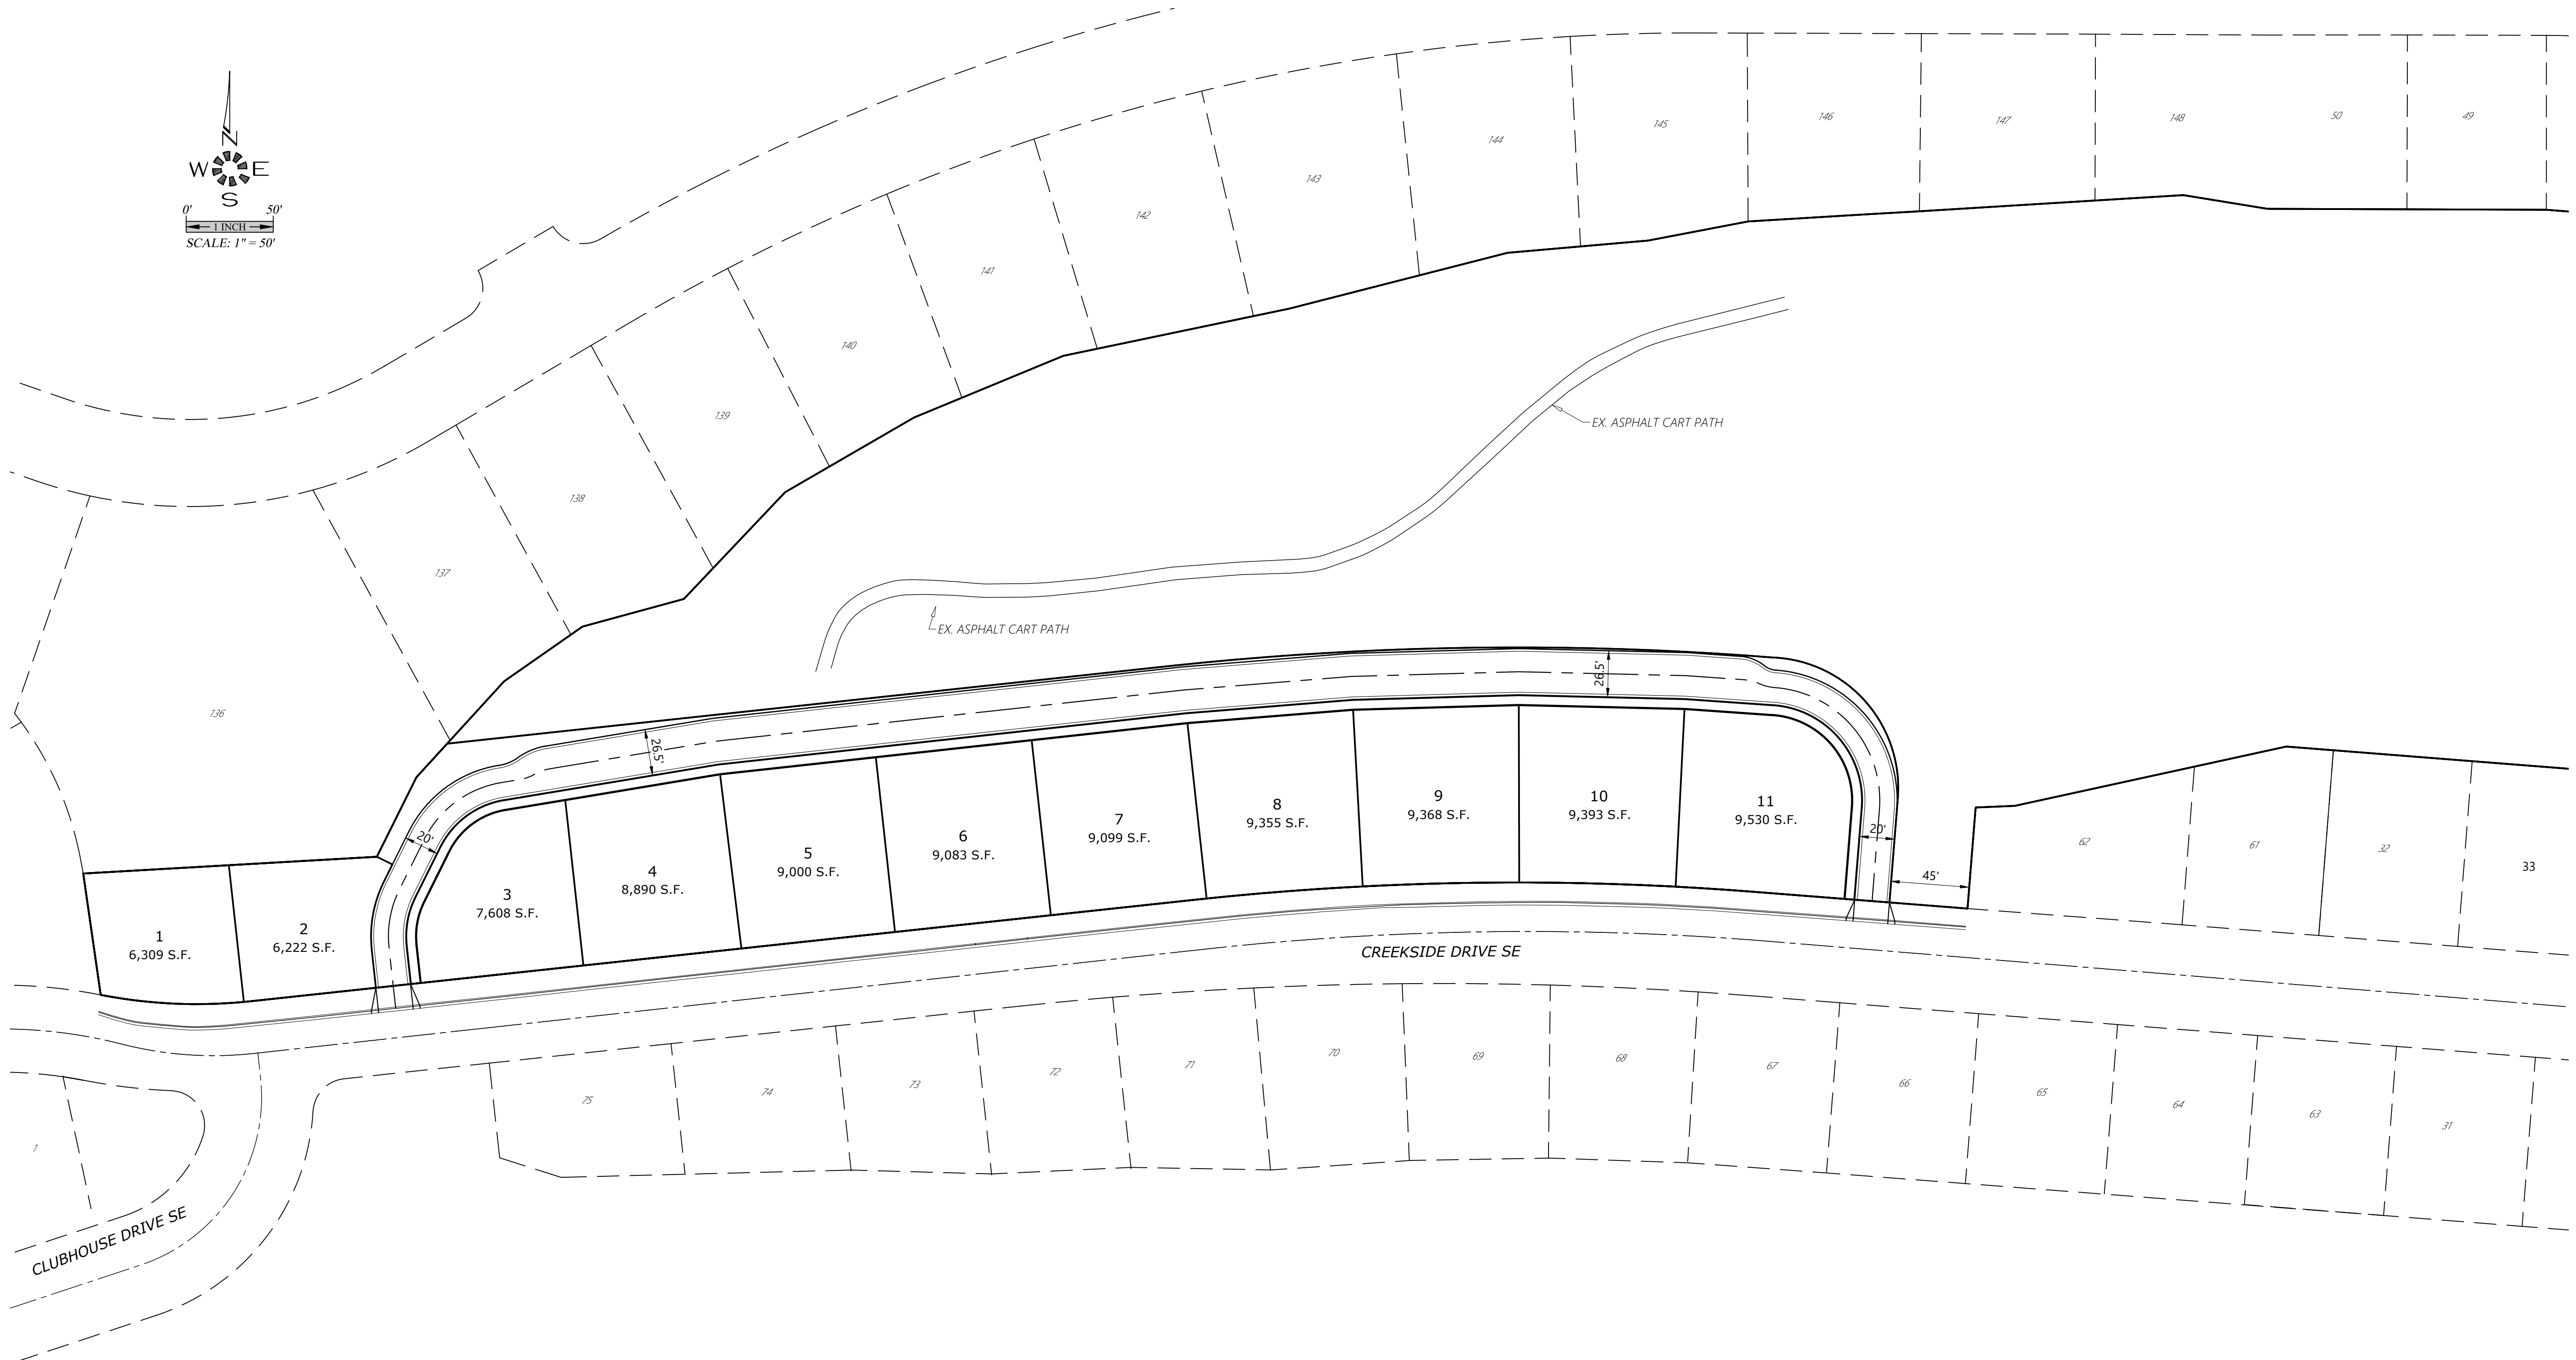 N
W E
S
0' 50'
1 INCH
SCALE: 1" = 50'
136
137
138
139
140
141
142
143
144
145
146
147
148
50
49
EX. ASPHALT CART PATH
EX. ASPHALT CART PATH
26.5'
26.5'
20'
20'
45'
1
6,309 S.F.
2
6,222 S.F.
3
7,608 S.F.
4
8,890 S.F.
5
9,000 S.F.
6
9,083 S.F.
7
9,099 S.F.
8
9,355 S.F.
9
9,368 S.F.
10
9,393 S.F.
11
9,530 S.F.
62
61
32
33
CREEKSIDE DRIVE SE
75
74
73
72
71
70
69
68
67
66
65
64
63
31
1
CLUBHOUSE DRIVE SE